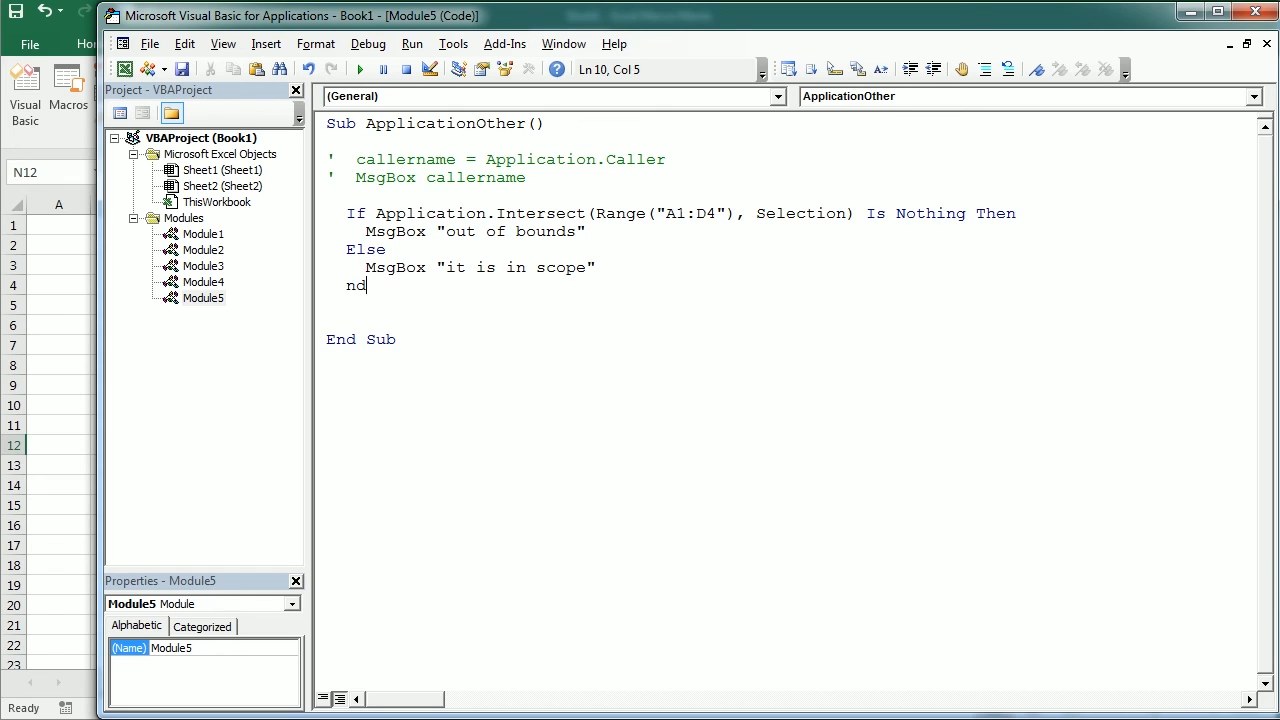 Microsoft Visual Basic for Applications - Book1 - [Module5 (Code)]
File Hor
File Edit View Insert Format Debug Run Tools Add-Ins Window Help
Ln 10, Col 5
Visual Basic
Macros
Project - VBAProject
(General) ApplicationOther
VBAProject (Book1)
Microsoft Excel Objects
Sheet1 (Sheet1)
Sheet2 (Sheet2)
ThisWorkbook
Modules
Module1
Module2
Module3
Module4
Module5
Sub ApplicationOther()
' callername = Application.Caller
' MsgBox callername
If Application.Intersect(Range("A1:D4"), Selection) Is Nothing Then
MsgBox "out of bounds"
Else
MsgBox "it is in scope"
nd
End Sub
N12
A
1
2
3
4
5
6
7
8
9
10
11
12
13
14
15
16
17
18
19
20
21
22
23
Properties - Module5
Module5 Module
Alphabetic Categorized
(Name) Module5
Ready